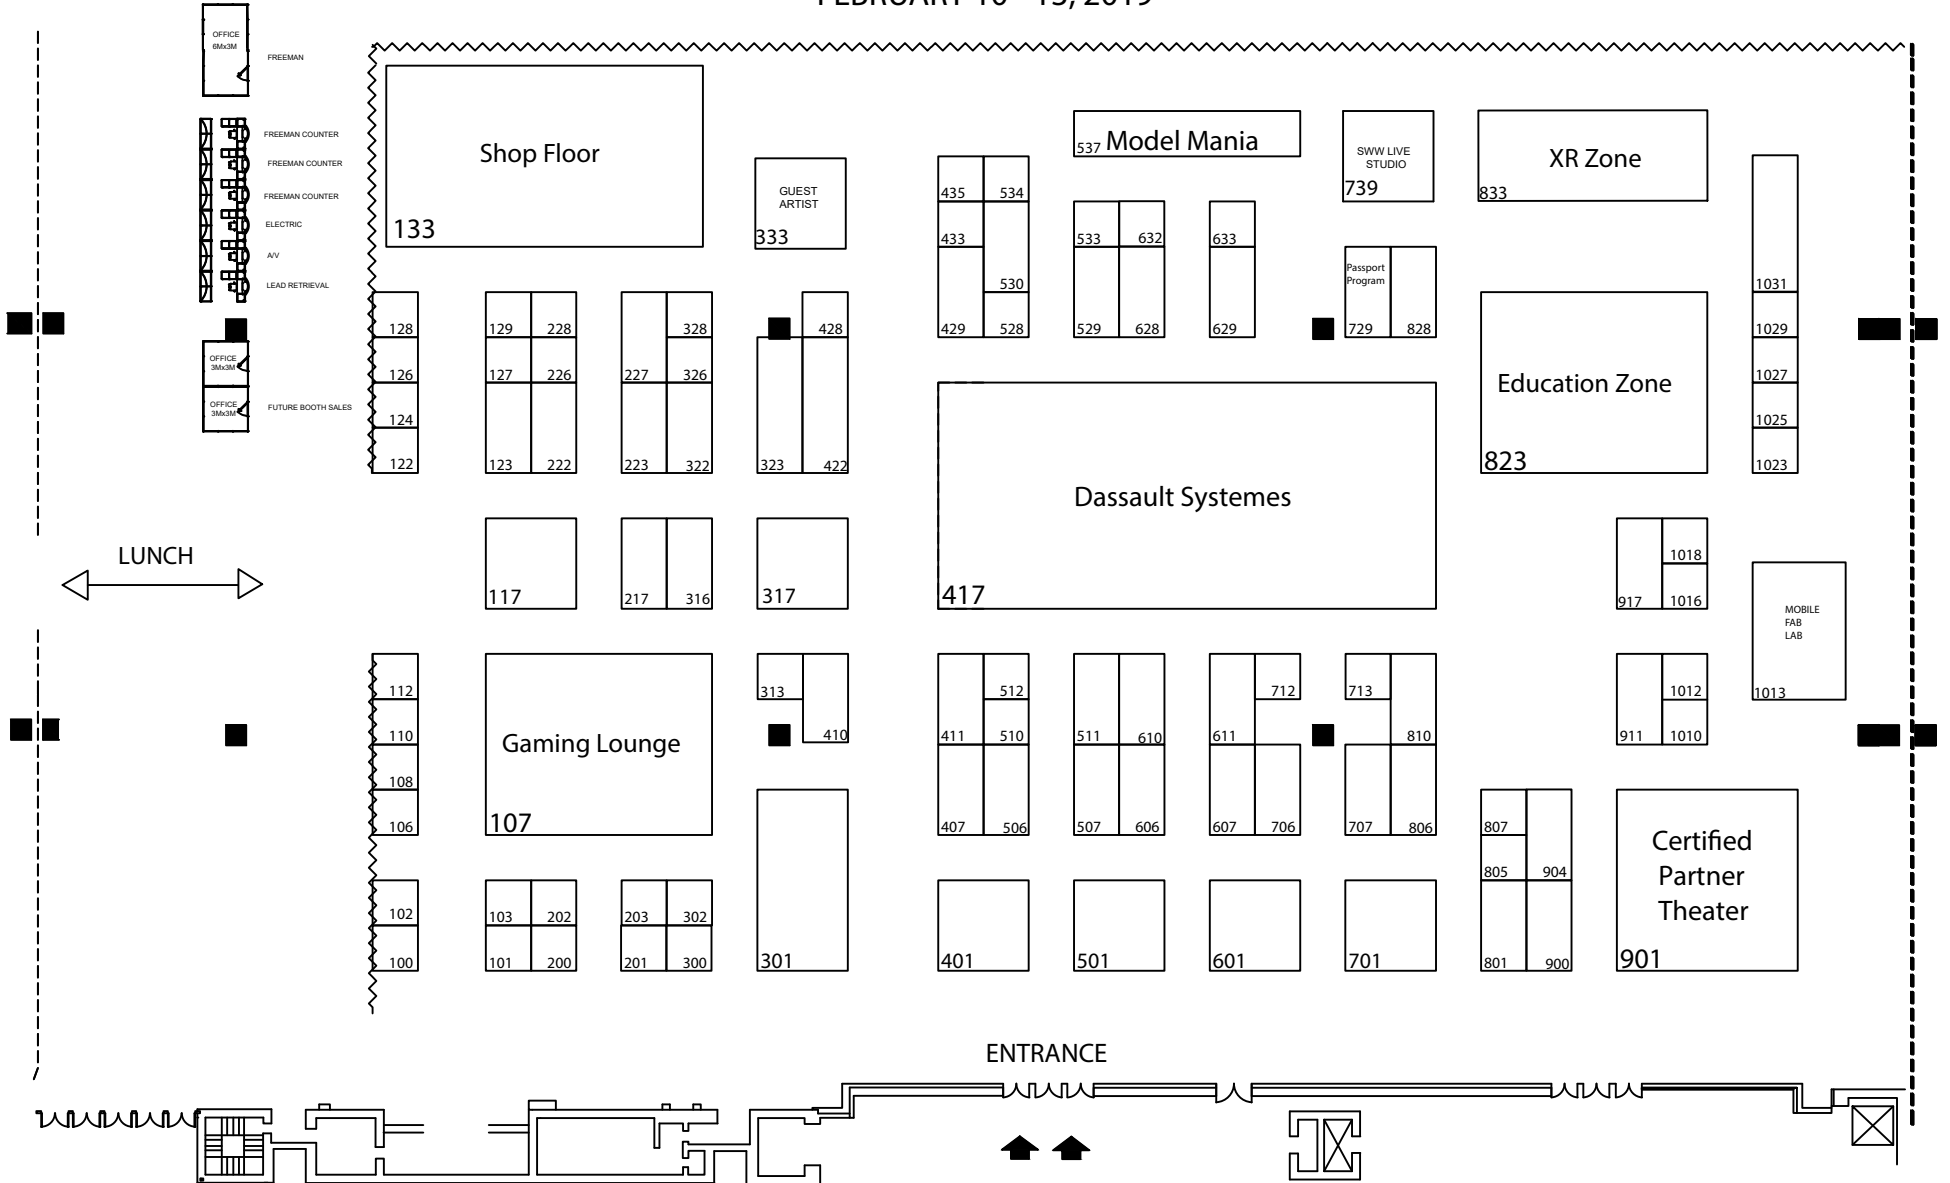 FEBRUARY 10 - 13, 2019
OFFICE
6Mx3M
FREEMAN
FREEMAN COUNTER
FREEMAN COUNTER
FREEMAN COUNTER
ELECTRIC
A/V
LEAD RETRIEVAL
OFFICE
3Mx3M
OFFICE
3Mx3M
FUTURE BOOTH SALES
LUNCH
Shop Floor
133
GUEST
ARTIST
333
537 Model Mania
SWW LIVE
STUDIO
739
XR Zone
833
435 534
433
530
429 528
533 632
529 628
633
629
Passport
Program
729 828
1031
1029
1027
1025
1023
128
126
124
122
129 228
127 226
123 222
328
227 326
223 322
428
323 422
Education Zone
823
Dassault Systemes
417
117
217 316
317
1018
917 1016
MOBILE
FAB
LAB
1013
112
110
108
106
Gaming Lounge
107
313
410
411 512
510
407 506
511 610
507 606
712
611
607 706
713
810
707 806
1012
911 1010
807
805 904
801 900
Certified
Partner
Theater
901
102
100
103 202
101 200
203 302
201 300
301
401
501
601
701
ENTRANCE